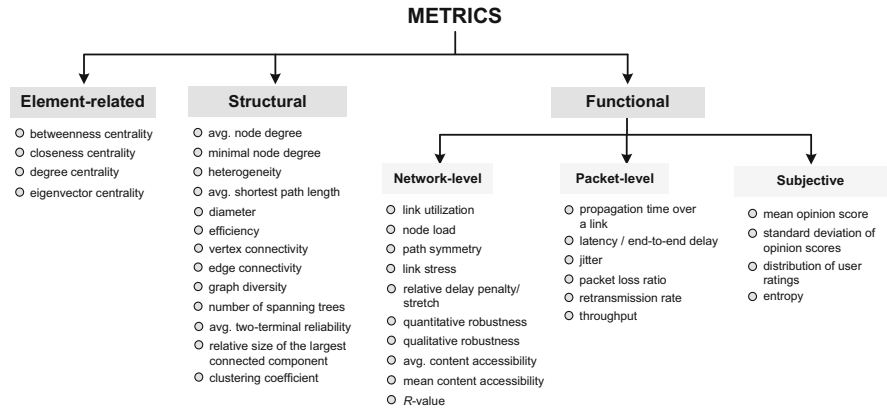 METRICS
Element-related
betweenness centrality
closeness centrality
degree centrality
eigenvector centrality
Structural
avg. node degree
minimal node degree
heterogeneity
avg. shortest path length
diameter
efficiency
vertex connectivity
edge connectivity
graph diversity
number of spanning trees
avg. two-terminal reliability
relative size of the largest
connected component
clustering coefficient
Functional
Network-level
link utilization
node load
path symmetry
link stress
relative delay penalty/
stretch
quantitative robustness
qualitative robustness
avg. content accessibility
mean content accessibility
R-value
Packet-level
propagation time over
a link
latency / end-to-end delay
jitter
packet loss ratio
retransmission rate
throughput
Subjective
mean opinion score
standard deviation of
opinion scores
distribution of user
ratings
entropy